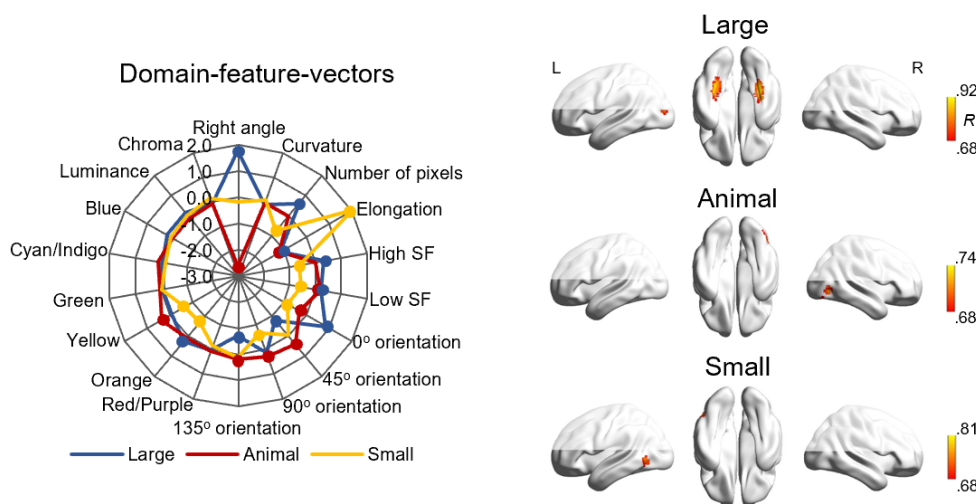 Domain-feature-vectors
Right angle
Curvature
Number of pixels
Elongation
High SF
Low SF
0° orientation
45° orientation
90° orientation
135° orientation
Red/Purple
Orange
Yellow
Green
Cyan/Indigo
Blue
Luminance
Chroma
2.0
1.0
0.0
-1.0
-2.0
-3.0
Large
Animal
Small
Large
L
R
.92
R
.68
Animal
.74
.68
Small
.81
.68